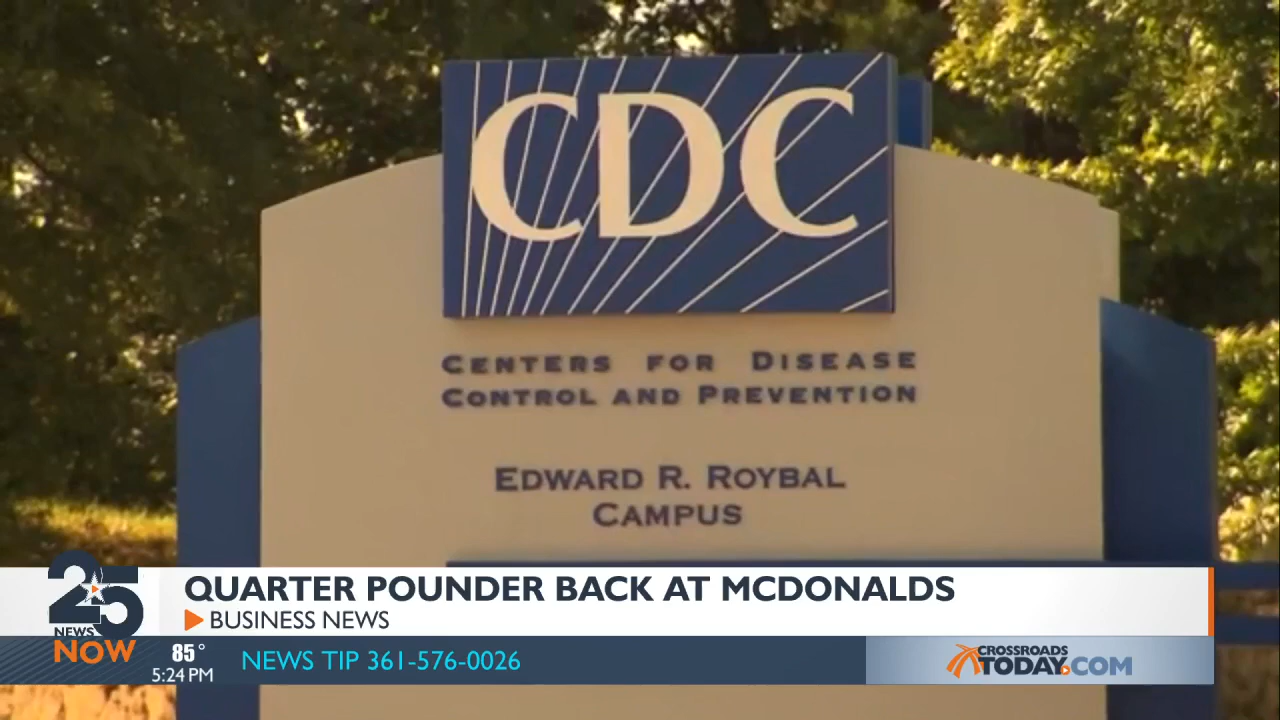 CDC
CENTERS FOR DISEASE
CONTROL AND PREVENTION
EDWARD R. ROYBAL
CAMPUS
25
NEWS
NOW
QUARTER POUNDER BACK AT MCDONALDS
BUSINESS NEWS
85°
5:24 PM
NEWS TIP 361-576-0026
CROSSROADS
TODAY.COM